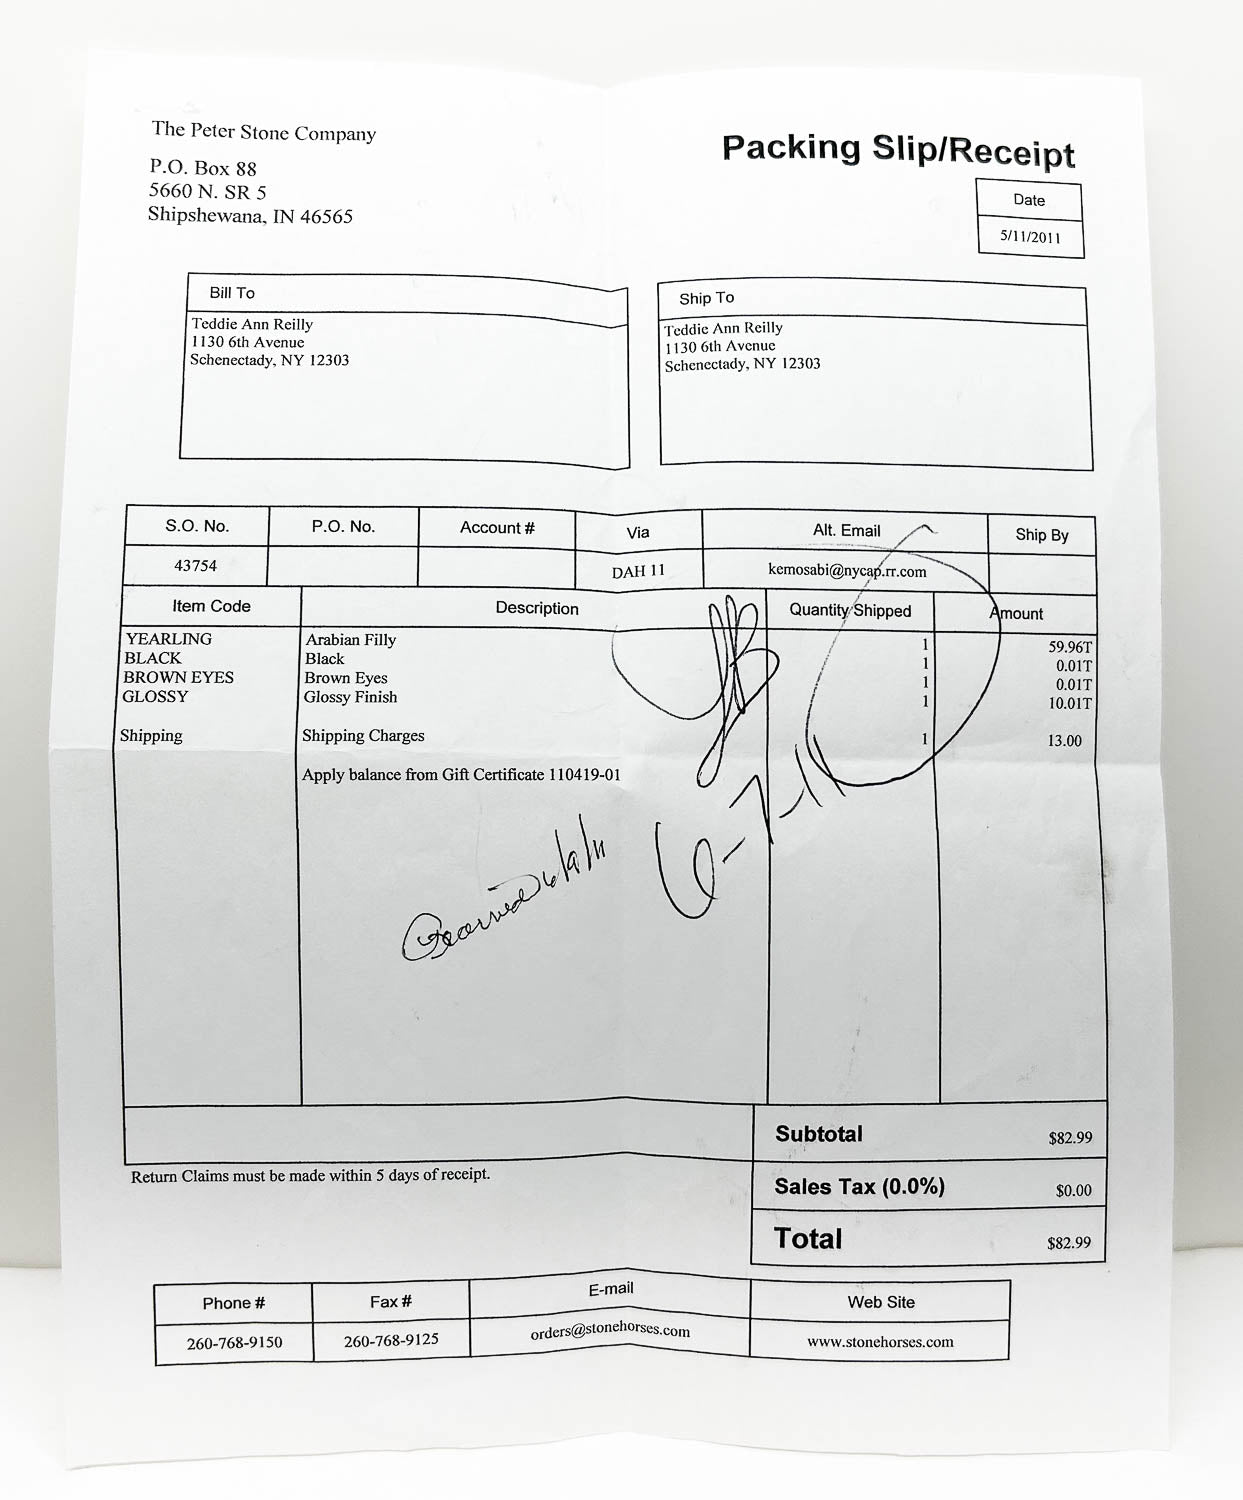 The Peter Stone Company
P.O. Box 88
5660 N. SR 5
Shipshewana, IN 46565
Packing Slip/Receipt
Date
5/11/2011
Bill To
Teddie Ann Reilly
1130 6th Avenue
Schenectady, NY 12303
Ship To
Teddie Ann Reilly
1130 6th Avenue
Schenectady, NY 12303
S.O. No. P.O. No. Account # Via Alt. Email Ship By
43754 DAH 11 kemosabi@nycap.rr.com
Item Code Description Quantity Shipped Amount
YEARLING Arabian Filly 1 59.96T
BLACK Black 1 0.01T
BROWN EYES Brown Eyes 1 0.01T
GLOSSY Glossy Finish 1 10.01T
Shipping Shipping Charges 1 13.00
Apply balance from Gift Certificate 110419-01
6-7-11
6/9/11
Subtotal $82.99
Return Claims must be made within 5 days of receipt.
Sales Tax (0.0%) $0.00
Total $82.99
Phone # Fax # E-mail Web Site
260-768-9150 260-768-9125 orders@stonehorses.com www.stonehorses.com